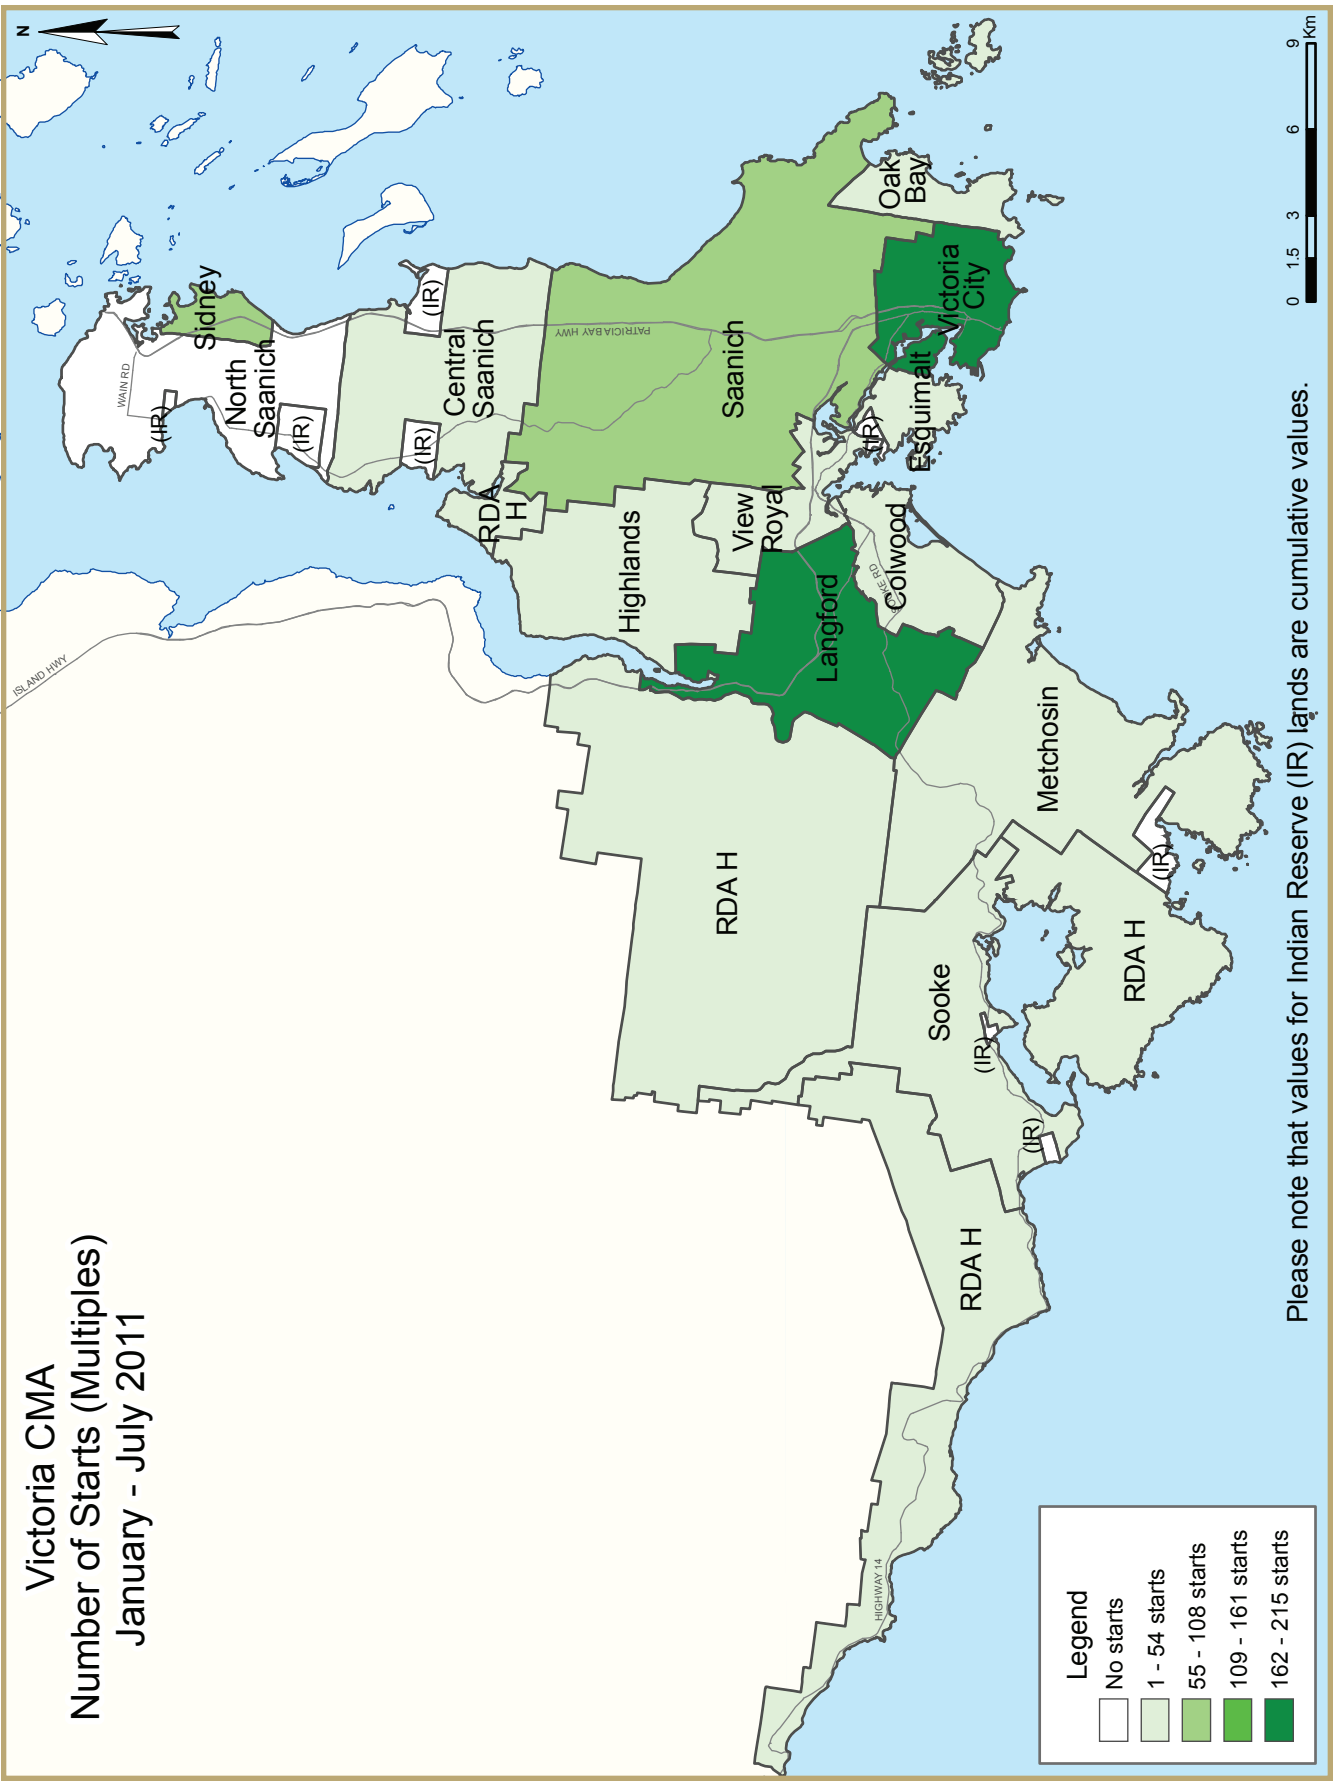 Victoria CMA
Number of Starts (Multiples)
January - July 2011
N
ISLAND HWY
WAIN RD
(IR)
Sidney
North
Saanich
(IR)
(IR)
Central
Saanich
(IR)
PATRICIA BAY HWY
RDA
H
Saanich
Highlands
View
Royal
Oak
Bay
Victoria
City
Esquimalt
(IR)
Langford
Colwood
SOOKE RD
Metchosin
(IR)
RDA H
Sooke
(IR)
(IR)
RDA H
RDA H
HIGHWAY 14
Legend
No starts
1 - 54 starts
55 - 108 starts
109 - 161 starts
162 - 215 starts
0 1.5 3 6 9
Km
Please note that values for Indian Reserve (IR) lands are cumulative values.